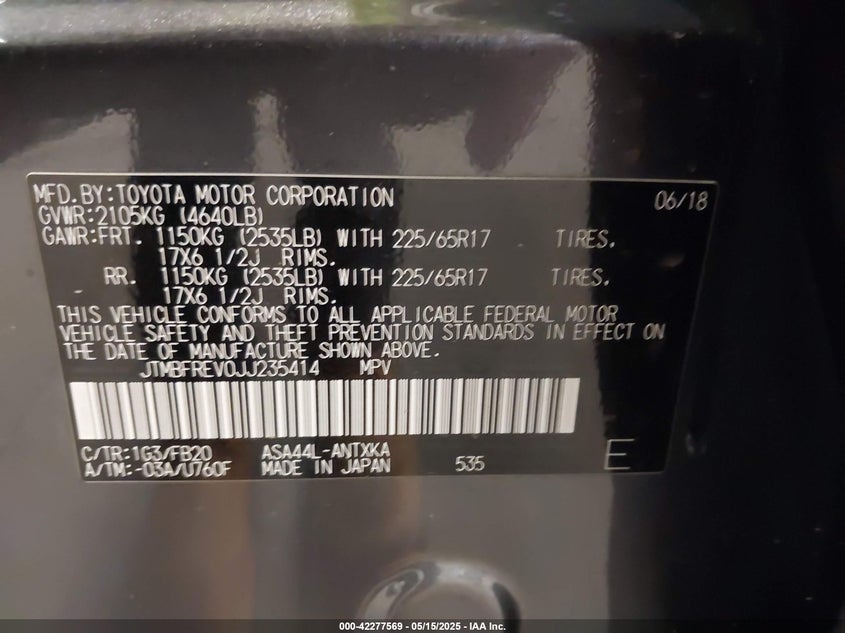 MFD.BY:TOYOTA MOTOR CORPORATION 06/18
GVWR:2105KG (4640LB)
GAWR:FRT. 1150KG (2535LB) WITH 225/65R17 TIRES.
17X6 1/2J RIMS.
RR. 1150KG (2535LB) WITH 225/65R17 TIRES.
17X6 1/2J RIMS.
THIS VEHICLE CONFORMS TO ALL APPLICABLE FEDERAL MOTOR
VEHICLE SAFETY AND THEFT PREVENTION STANDARDS IN EFFECT ON
THE DATE OF MANUFACTURE SHOWN ABOVE.
JTMBFREV0JJ235414 MPV
C/TR:1G3/FB20 ASA44L-ANTXKA
A/TM:-03A/U760F MADE IN JAPAN 535 E
000-42277569 - 05/15/2025 - IAA Inc.